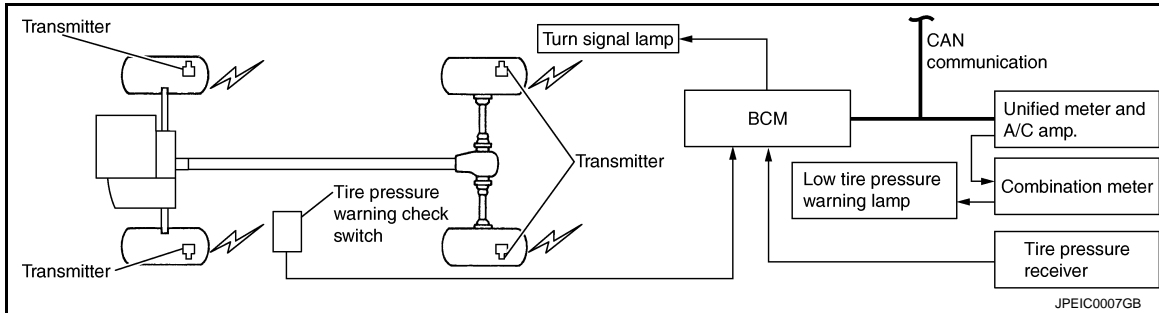 Transmitter
Turn signal lamp
CAN
communication
BCM
Unified meter and
A/C amp.
Transmitter
Tire pressure
warning check
switch
Low tire pressure
warning lamp
Combination meter
Transmitter
Tire pressure
receiver
JPEIC0007GB